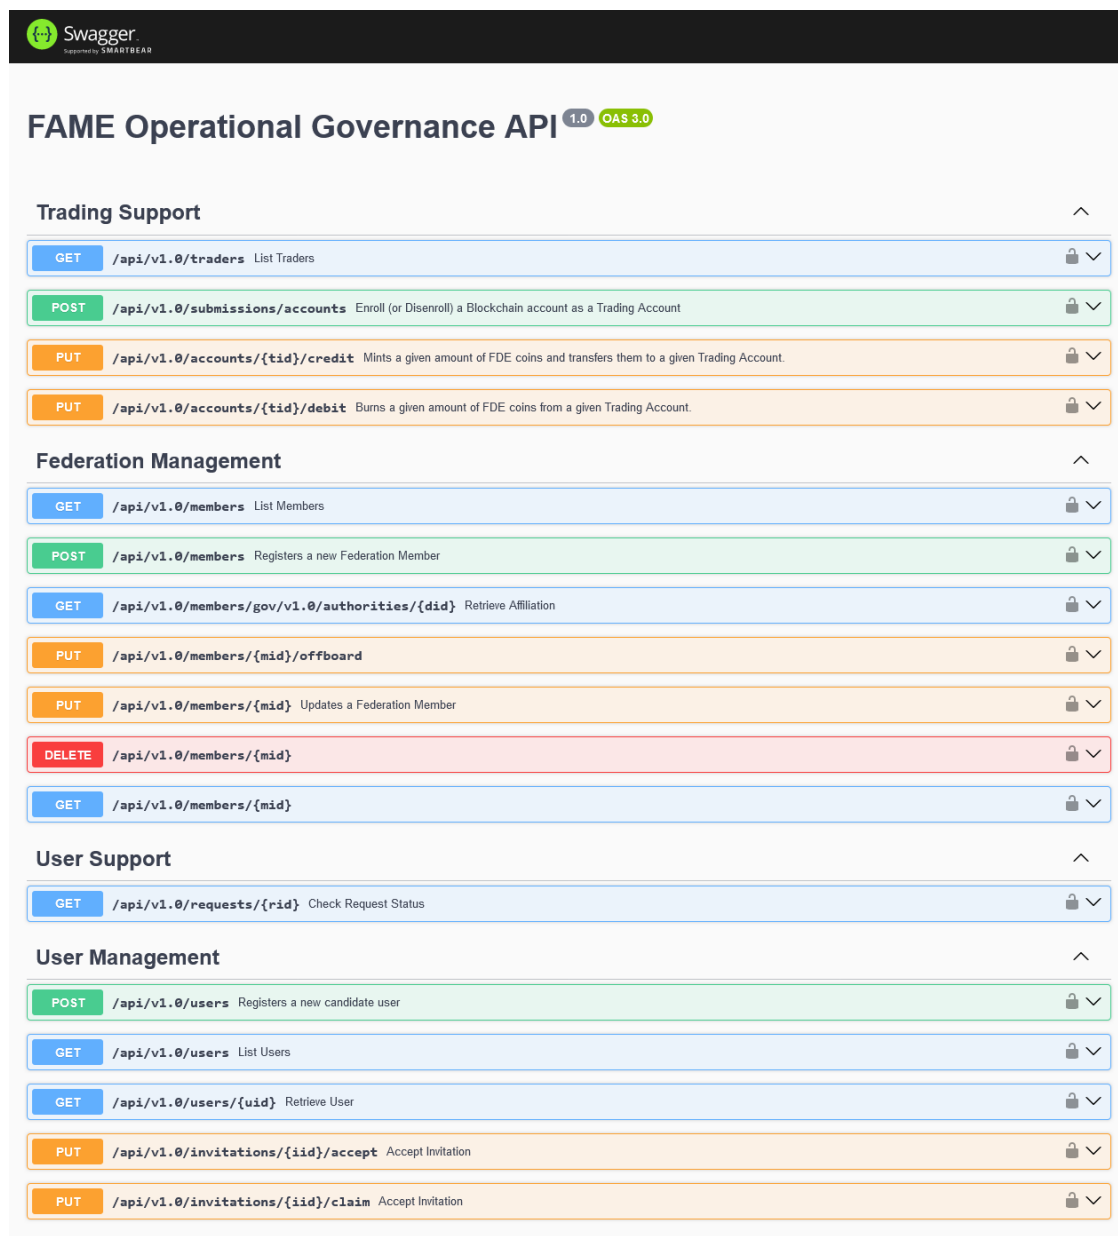 Swagger
Supported by SMARTBEAR
FAME Operational Governance API 1.0 OAS 3.0
Trading Support
GET /api/v1.0/traders List Traders
POST /api/v1.0/submissions/accounts Enroll (or Disenroll) a Blockchain account as a Trading Account
PUT /api/v1.0/accounts/{tid}/credit Mints a given amount of FDE coins and transfers them to a given Trading Account.
PUT /api/v1.0/accounts/{tid}/debit Burns a given amount of FDE coins from a given Trading Account.
Federation Management
GET /api/v1.0/members List Members
POST /api/v1.0/members Registers a new Federation Member
GET /api/v1.0/members/gov/v1.0/authorities/{did} Retrieve Affiliation
PUT /api/v1.0/members/{mid}/offboard
PUT /api/v1.0/members/{mid} Updates a Federation Member
DELETE /api/v1.0/members/{mid}
GET /api/v1.0/members/{mid}
User Support
GET /api/v1.0/requests/{rid} Check Request Status
User Management
POST /api/v1.0/users Registers a new candidate user
GET /api/v1.0/users List Users
GET /api/v1.0/users/{uid} Retrieve User
PUT /api/v1.0/invitations/{iid}/accept Accept Invitation
PUT /api/v1.0/invitations/{iid}/claim Accept Invitation